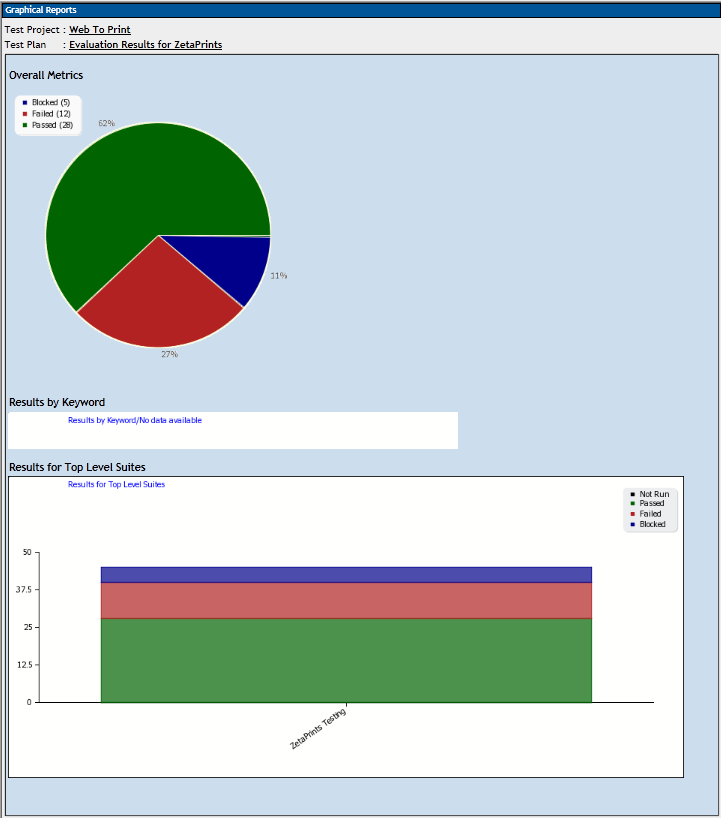 Graphical Reports
Test Project : Web To Print
Test Plan : Evaluation Results for ZetaPrints
Overall Metrics
Blocked (5)
Failed (12)
Passed (28)
62%
11%
27%
Results by Keyword
Results by Keyword/No data available
Results for Top Level Suites
Results for Top Level Suites
Not Run
Passed
Failed
Blocked
50
37.5
25
12.5
0
ZetaPrints Testing